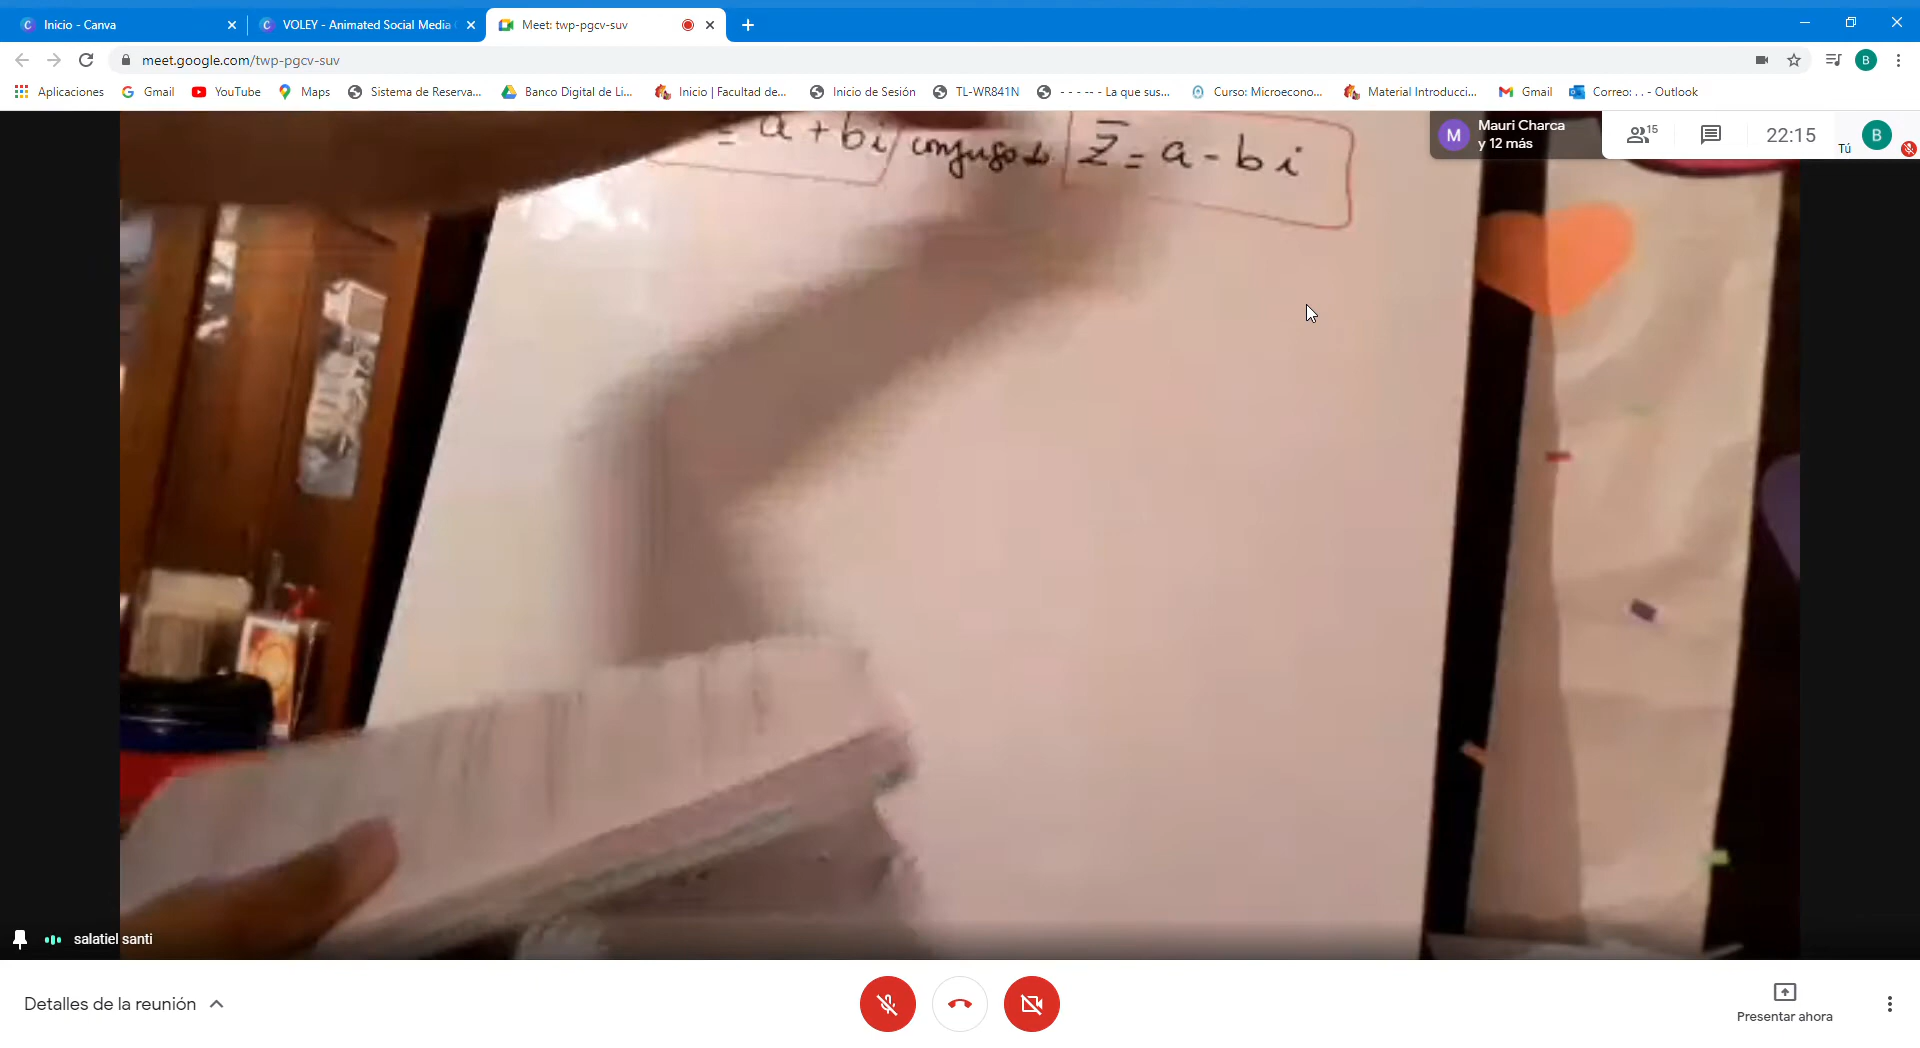 Inicio - Canva
VOLEY - Animated Social Media
Meet: twp-pgcv-suv
meet.google.com/twp-pgcv-suv
B
Aplicaciones
Gmail
YouTube
Maps
Sistema de Reserva...
Banco Digital de Li...
Inicio | Facultad de...
Inicio de Sesión
TL-WR841N
- - - -- - La que sus...
Curso: Microecono...
Material Introducci...
Gmail
Correo: . . - Outlook
= a + bi conjugado z̅ = a - bi
M
Mauri Charca
y 12 más
15
22:15
Tú
B
salatiel santi
Detalles de la reunión
Presentar ahora